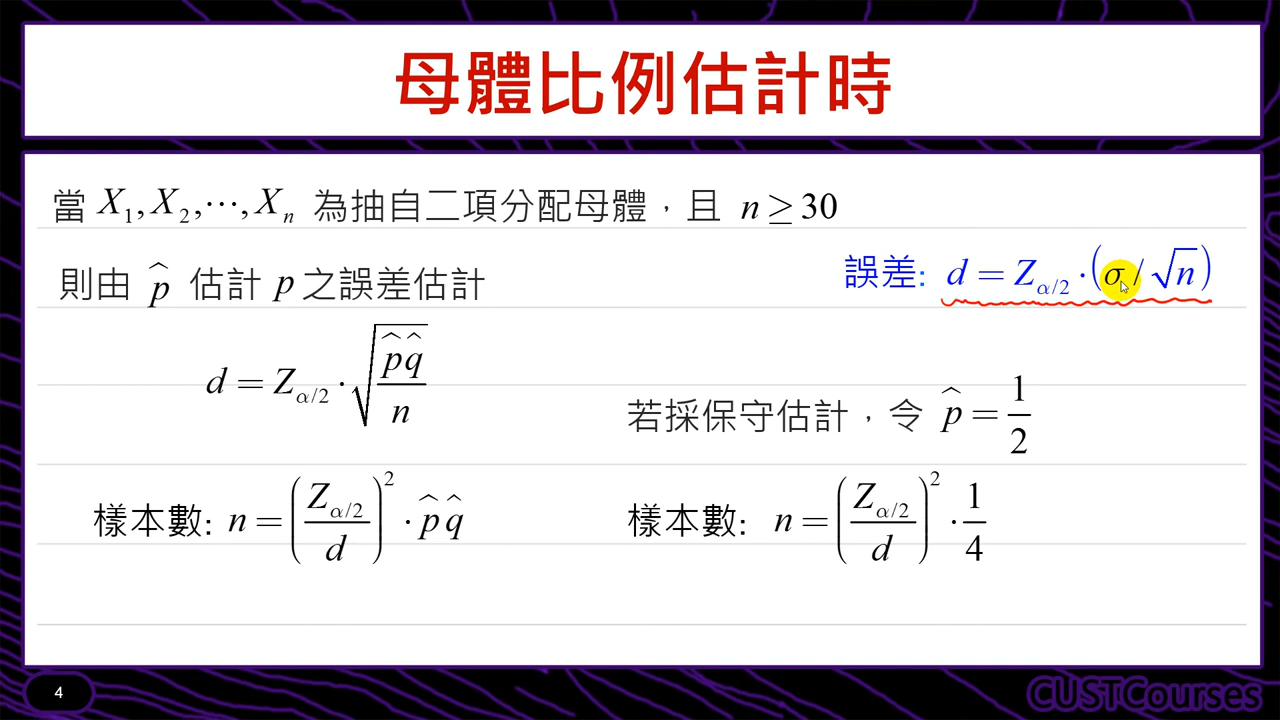 母體比例估計時
當 X₁, X₂, ⋯, Xₙ 為抽自二項分配母體，且 n ≥ 30
則由 p̂ 估計 p 之誤差估計
誤差: d = Z_{α/2} · (σ / √n)
d = Z_{α/2} · √(p̂q̂ / n)
若採保守估計，令 p̂ = 1/2
樣本數: n = (Z_{α/2} / d)² · p̂ q̂
樣本數: n = (Z_{α/2} / d)² · 1/4
4
CUSTCourses